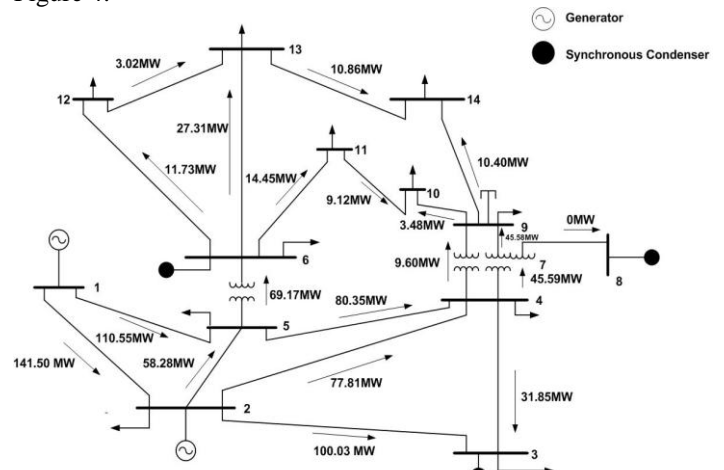 Generator
Synchronous Condenser
13
3.02MW
10.86MW
12
14
27.31MW
11
11.73MW
14.45MW
10.40MW
9.12MW
10
3.48MW
9
45.58MW
0MW
6
9.60MW
7
8
1
69.17MW
45.59MW
80.35MW
4
110.55MW
5
141.50 MW
58.28MW
77.81MW
31.85MW
2
100.03 MW
3